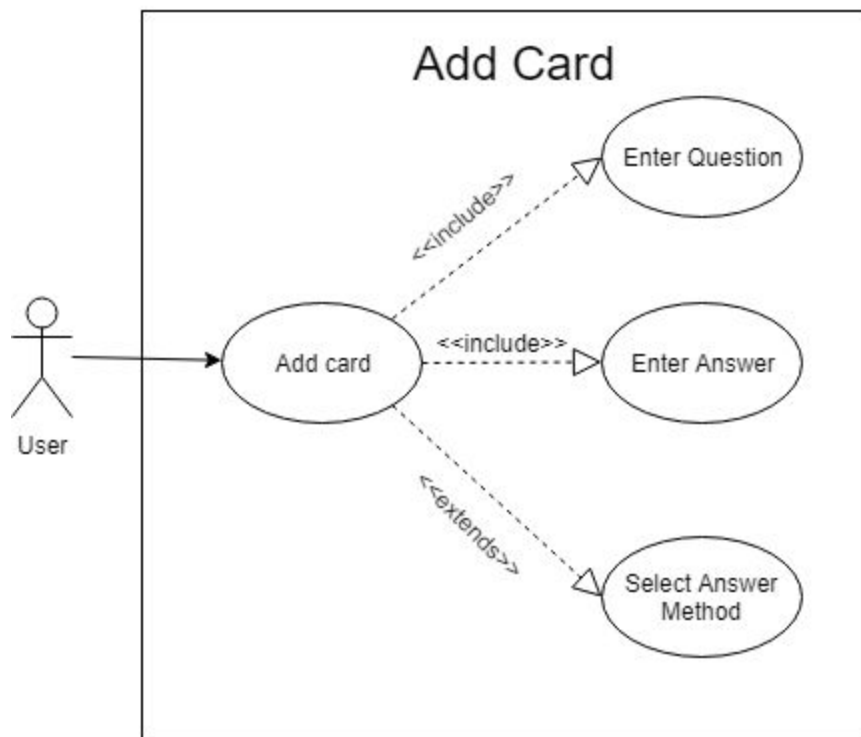 Add Card
Enter Question
<<include>>
<<include>>
Add card
Enter Answer
User
<<extends>>
Select Answer
Method